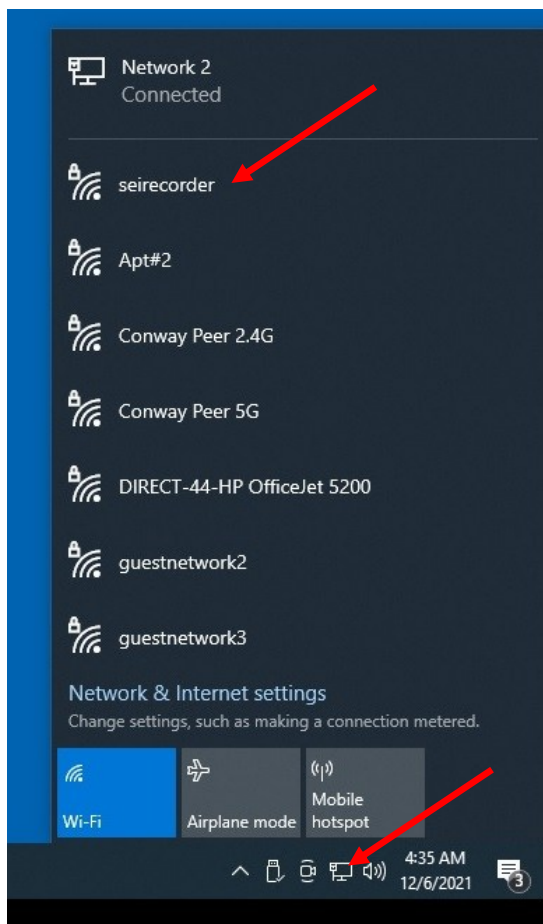 Network 2
Connected
seirecorder
Apt#2
Conway Peer 2.4G
Conway Peer 5G
DIRECT-44-HP OfficeJet 5200
guestnetwork2
guestnetwork3
Network & Internet settings
Change settings, such as making a connection metered.
Wi-Fi
Airplane mode
Mobile
hotspot
4:35 AM
12/6/2021
3